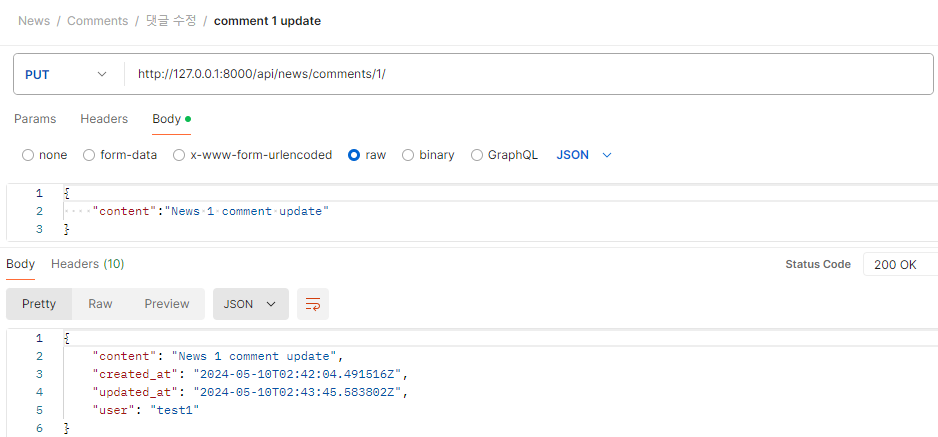 News / Comments / 댓글 수정 / comment 1 update
PUT http://127.0.0.1:8000/api/news/comments/1/
Params Headers Body
none form-data x-www-form-urlencoded raw binary GraphQL JSON
1 {
2 "content":"News 1 comment update"
3 }
Body Headers (10) Status Code 200 OK
Pretty Raw Preview JSON
1 {
2 "content": "News 1 comment update",
3 "created_at": "2024-05-10T02:42:04.491516Z",
4 "updated_at": "2024-05-10T02:43:45.583802Z",
5 "user": "test1"
6 }